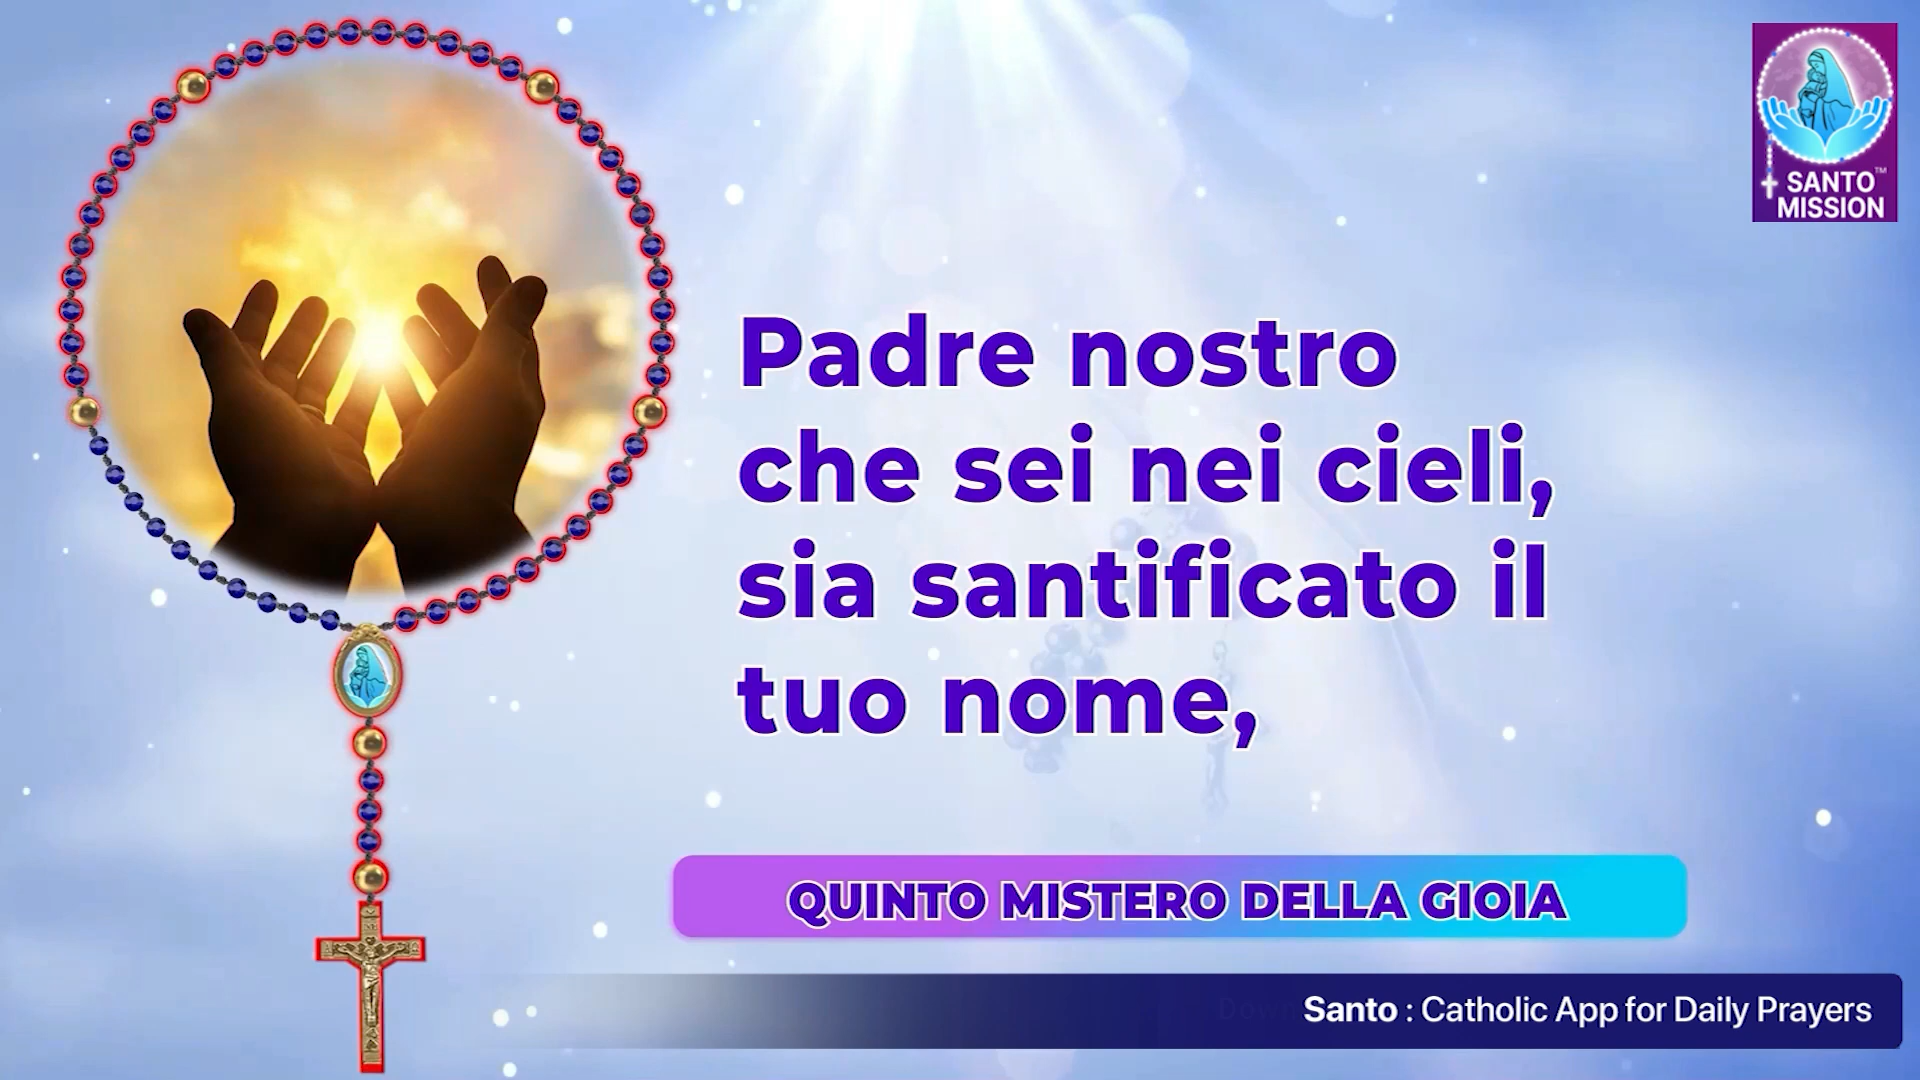 SANTO™
MISSION
Padre nostro
che sei nei cieli,
sia santificato il
tuo nome,
QUINTO MISTERO DELLA GIOIA
Santo : Catholic App for Daily Prayers